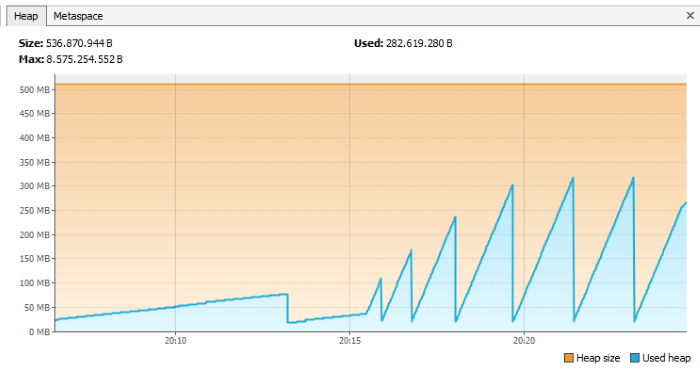 Heap Metaspace
Size: 536.870.944 B Used: 282.619.280 B
Max: 8.575.254.552 B
500 MB
450 MB
400 MB
350 MB
300 MB
250 MB
200 MB
150 MB
100 MB
50 MB
0 MB
20:10 20:15 20:20
Heap size Used heap